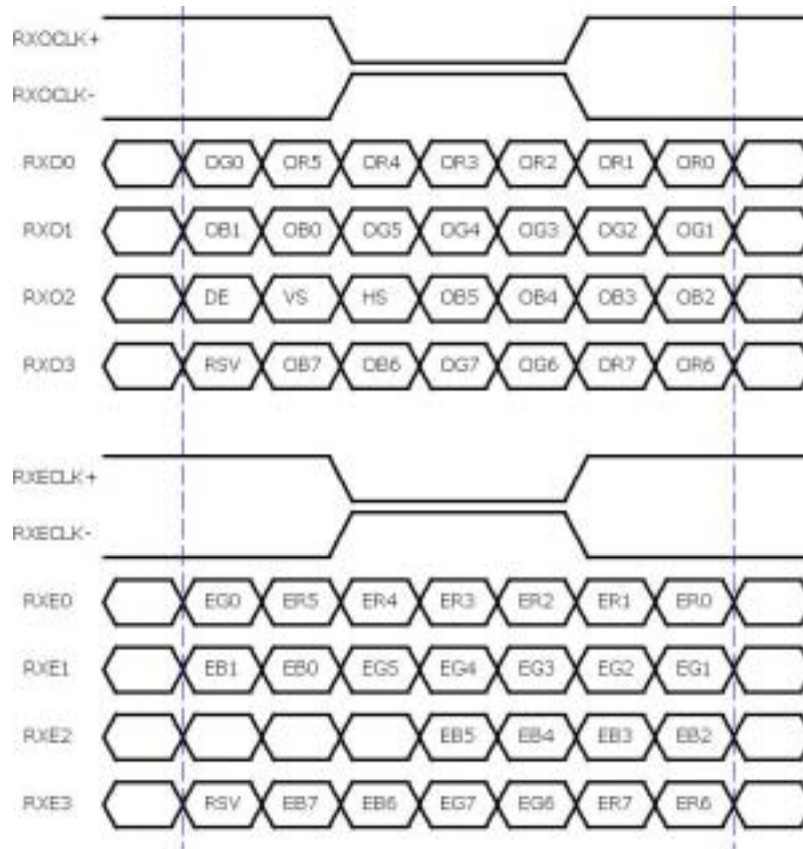 RXOCLK+
RXOCLK-
RXO0 OG0 OR5 OR4 OR3 OR2 OR1 OR0
RXO1 OB1 OB0 OG5 OG4 OG3 OG2 OG1
RXO2 DE VS HS OB5 OB4 OB3 OB2
RXO3 RSV OB7 OB6 OG7 OG6 OR7 OR6
RXECLK+
RXECLK-
RXE0 EG0 ER5 ER4 ER3 ER2 ER1 ER0
RXE1 EB1 EB0 EG5 EG4 EG3 EG2 EG1
RXE2 EB5 EB4 EB3 EB2
RXE3 RSV EB7 EB6 EG7 EG6 ER7 ER6